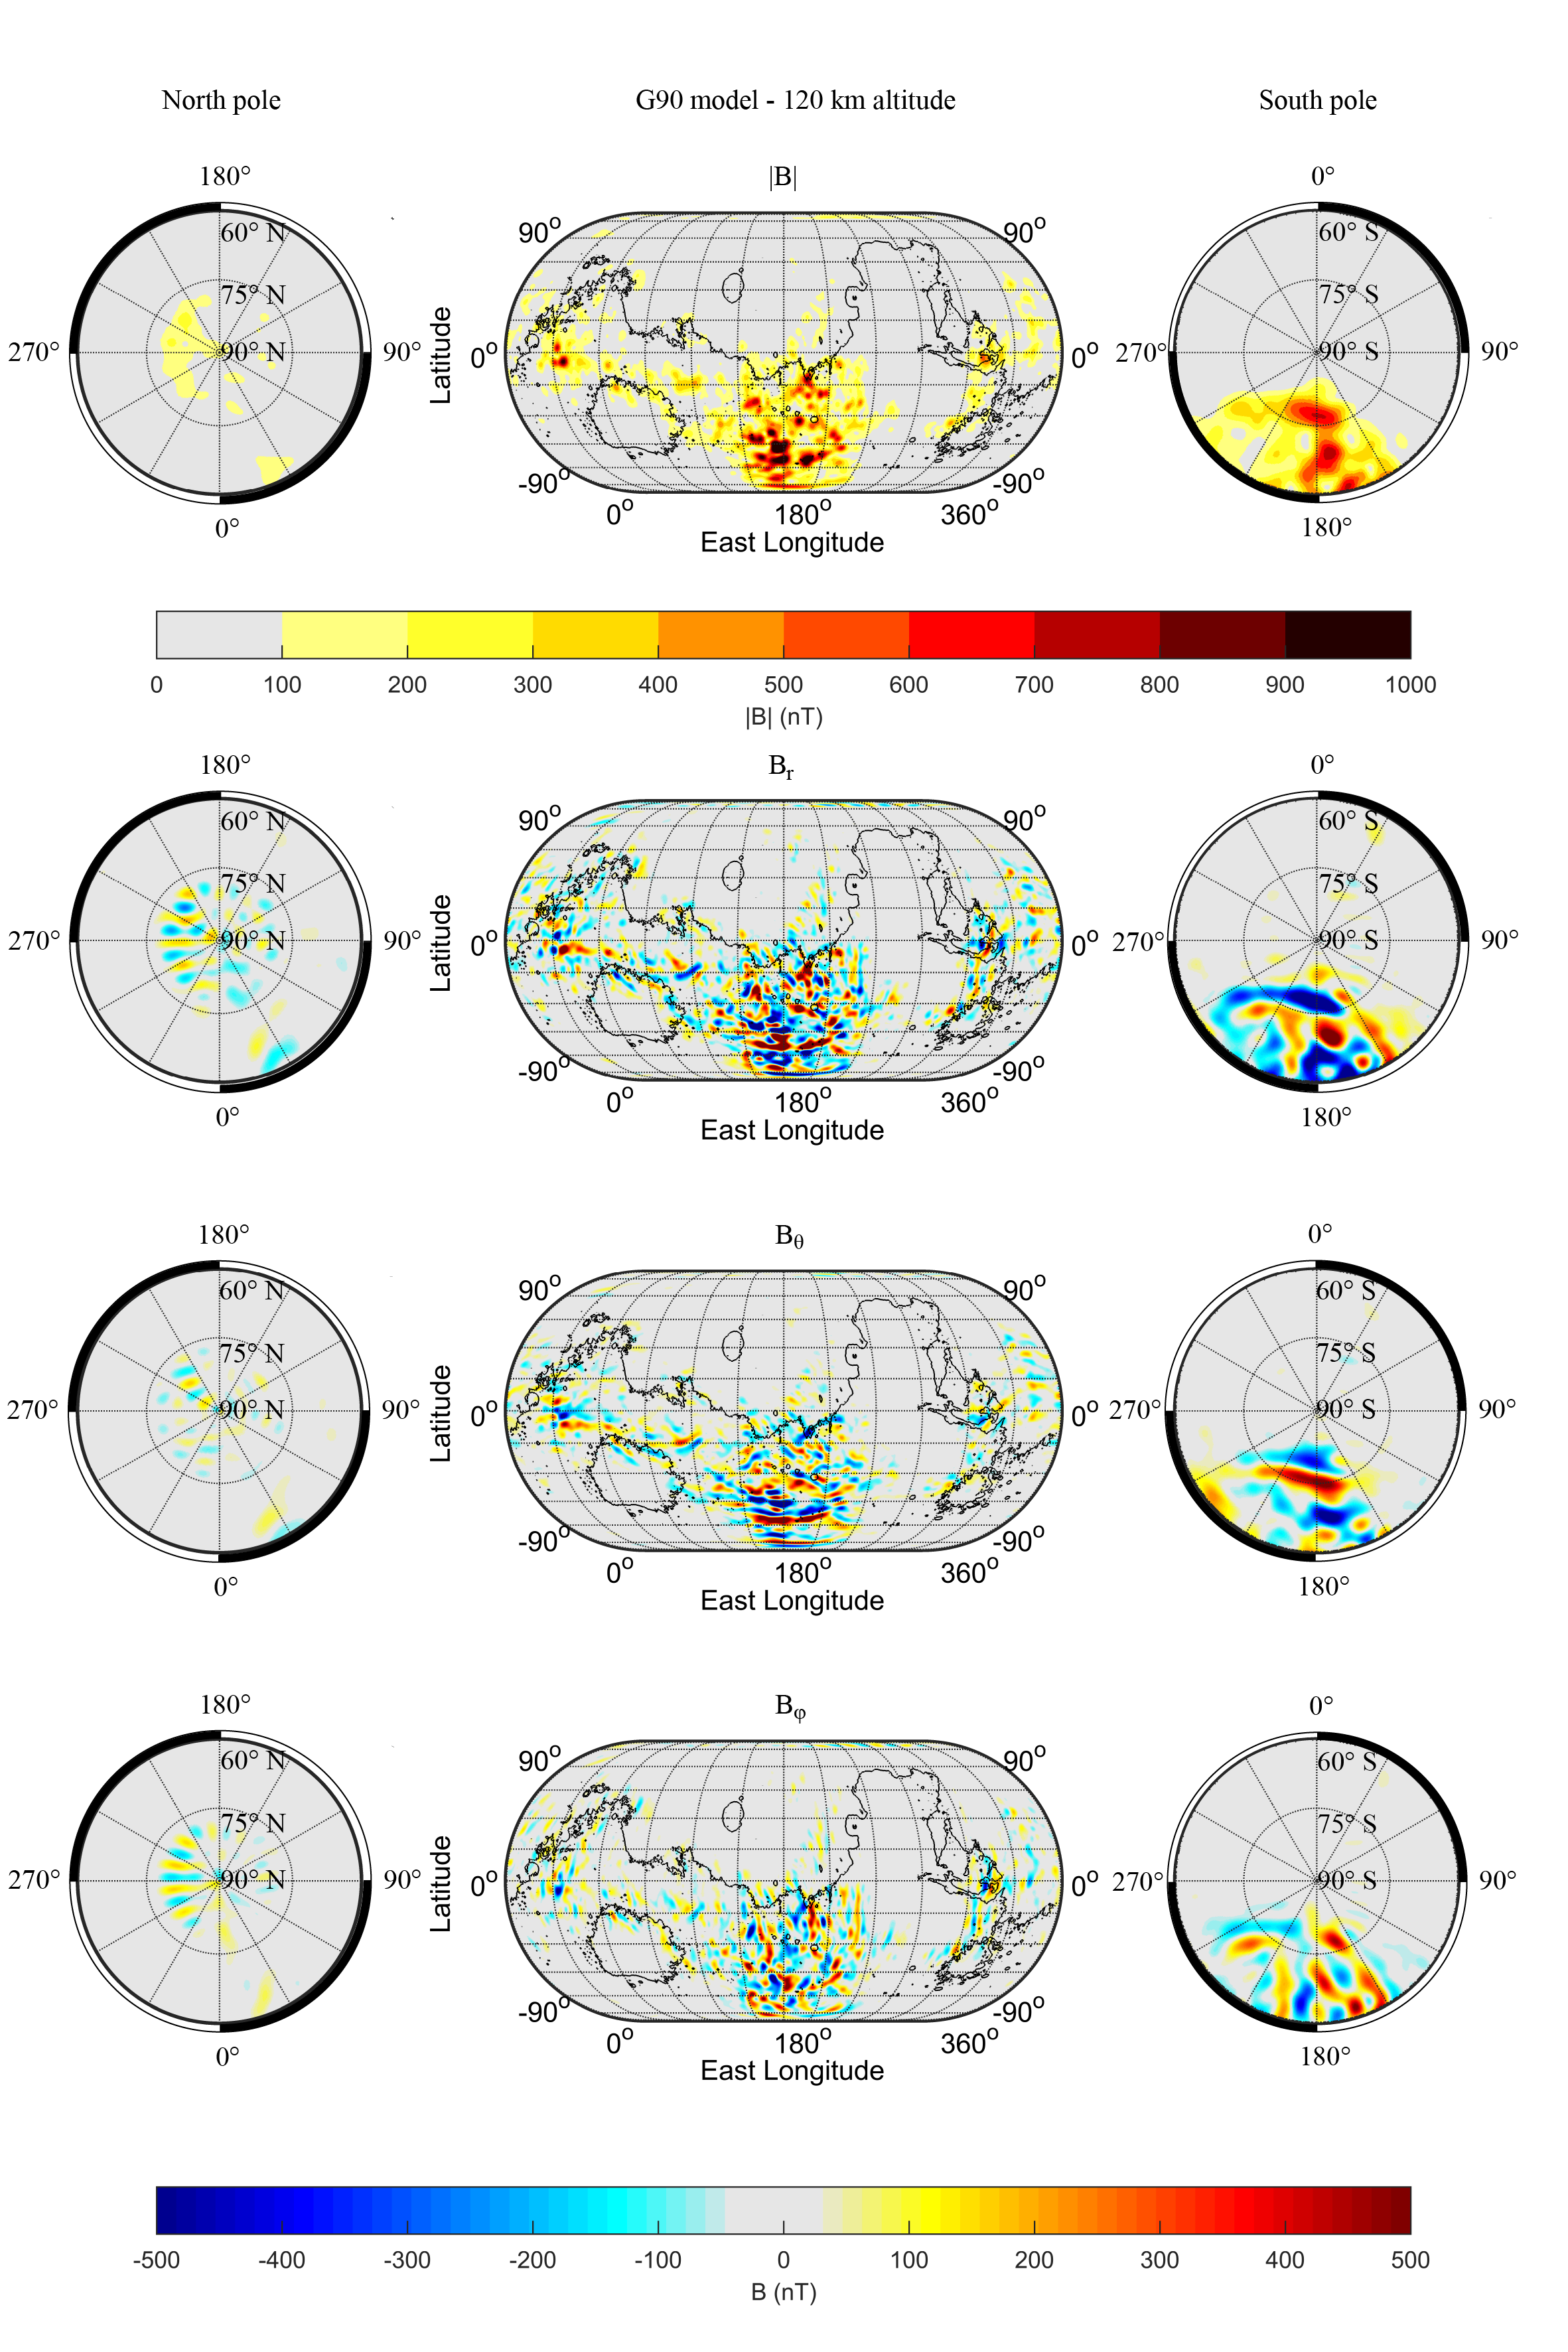 North pole G90 model - 120 km altitude South pole
180° |B| 0°
60° N 90° 90° 60° S
75° N 75° S
270° 90° N 90° Latitude 0° 0° 270° 90° S 90°
-90° -90°
0° 0° 180° 360° 180°
East Longitude
0 100 200 300 400 500 600 700 800 900 1000
|B| (nT)
180° Br 0°
60° N 90° 90° 60° S
75° N 75° S
270° 90° N 90° Latitude 0° 0° 270° 90° S 90°
-90° -90°
0° 0° 180° 360° 180°
East Longitude
180° Bθ 0°
60° N 90° 90° 60° S
75° N 75° S
270° 90° N 90° Latitude 0° 0° 270° 90° S 90°
-90° -90°
0° 0° 180° 360° 180°
East Longitude
180° Bφ 0°
60° N 90° 90° 60° S
75° N 75° S
270° 90° N 90° Latitude 0° 0° 270° 90° S 90°
-90° -90°
0° 0° 180° 360° 180°
East Longitude
-500 -400 -300 -200 -100 0 100 200 300 400 500
B (nT)